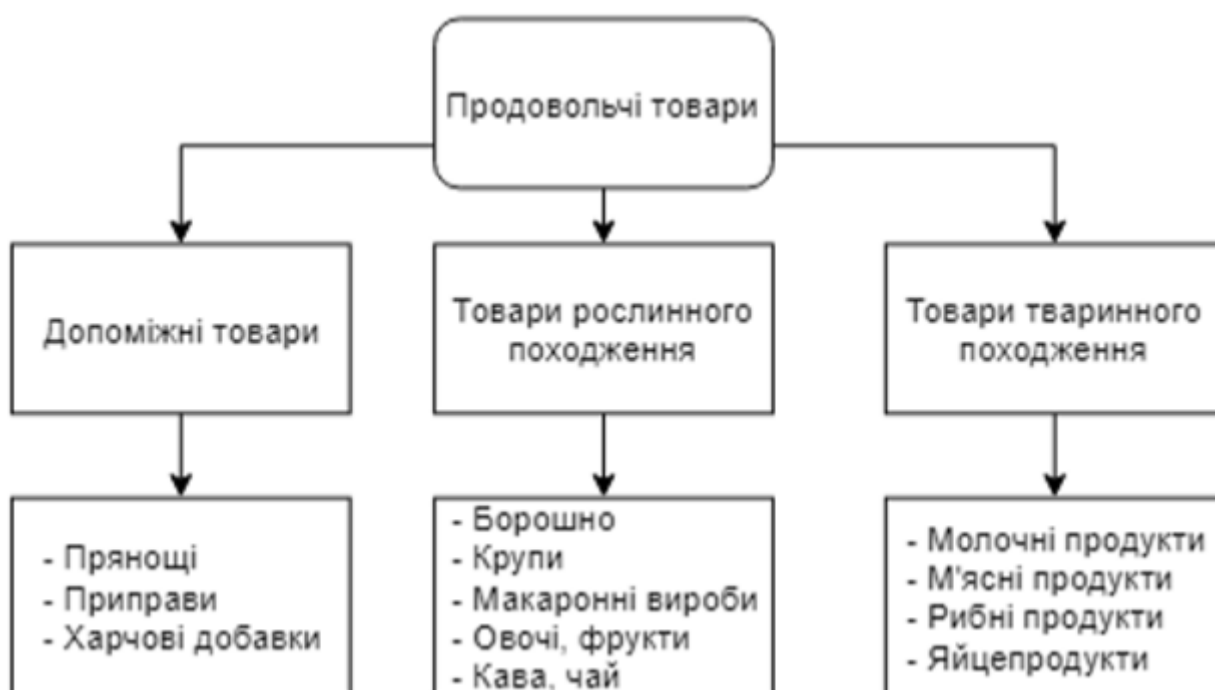 Продовольчі товари
Допоміжні товари
Товари рослинного
походження
Товари тваринного
походження
- Прянощі
- Приправи
- Харчові добавки
- Борошно
- Крупи
- Макаронні вироби
- Овочі, фрукти
- Кава, чай
- Молочні продукти
- М'ясні продукти
- Рибні продукти
- Яйцепродукти